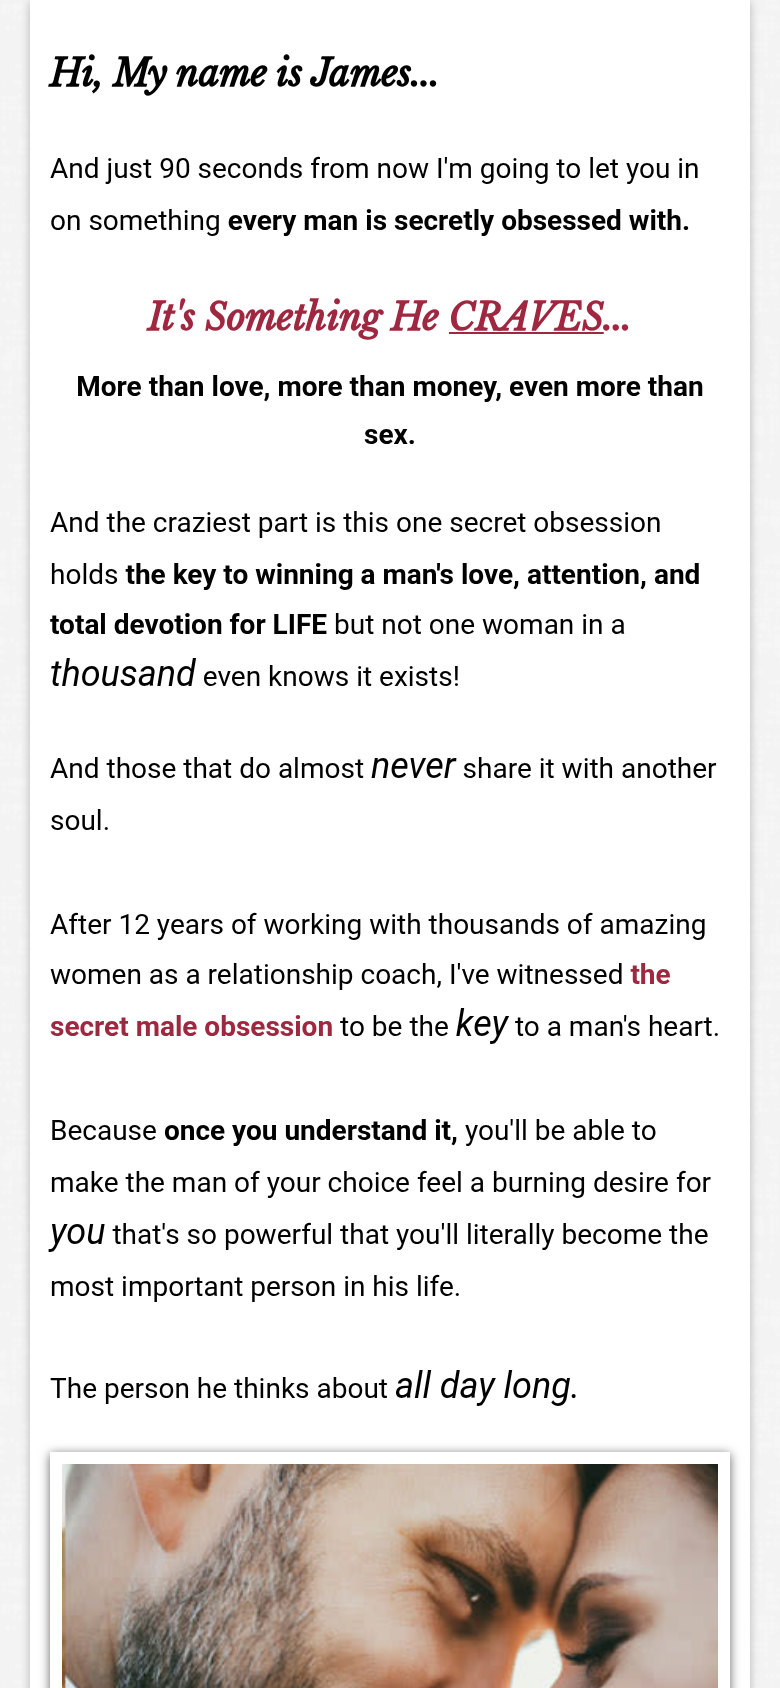 Hi, My name is James...
And just 90 seconds from now I'm going to let you in
on something every man is secretly obsessed with.
It's Something He CRAVES...
More than love, more than money, even more than
sex.
And the craziest part is this one secret obsession
holds the key to winning a man's love, attention, and
total devotion for LIFE but not one woman in a
thousand even knows it exists!
And those that do almost never share it with another
soul.
After 12 years of working with thousands of amazing
women as a relationship coach, I've witnessed the
secret male obsession to be the key to a man's heart.
Because once you understand it, you'll be able to
make the man of your choice feel a burning desire for
you that's so powerful that you'll literally become the
most important person in his life.
The person he thinks about all day long.